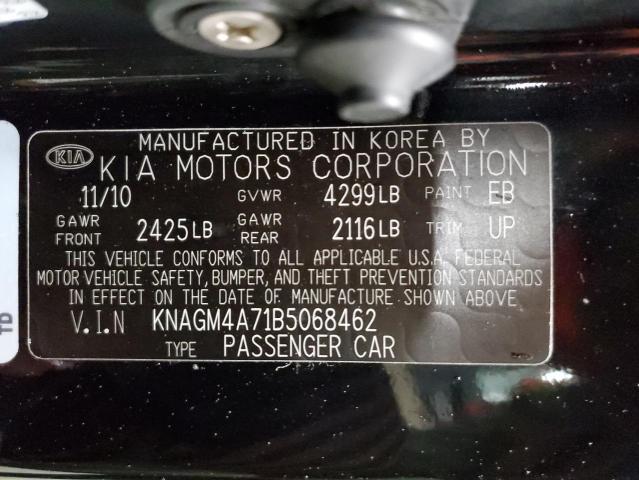 MANUFACTURED IN KOREA BY
KIA KIA MOTORS CORPORATION
11/10 GVWR 4299LB PAINT EB
GAWR FRONT 2425LB GAWR REAR 2116LB TRIM UP
THIS VEHICLE CONFORMS TO ALL APPLICABLE U.S.A. FEDERAL
MOTOR VEHICLE SAFETY, BUMPER, AND THEFT PREVENTION STANDARDS
IN EFFECT ON THE DATE OF MANUFACTURE SHOWN ABOVE
V.I.N KNAGM4A71B5068462
TYPE PASSENGER CAR